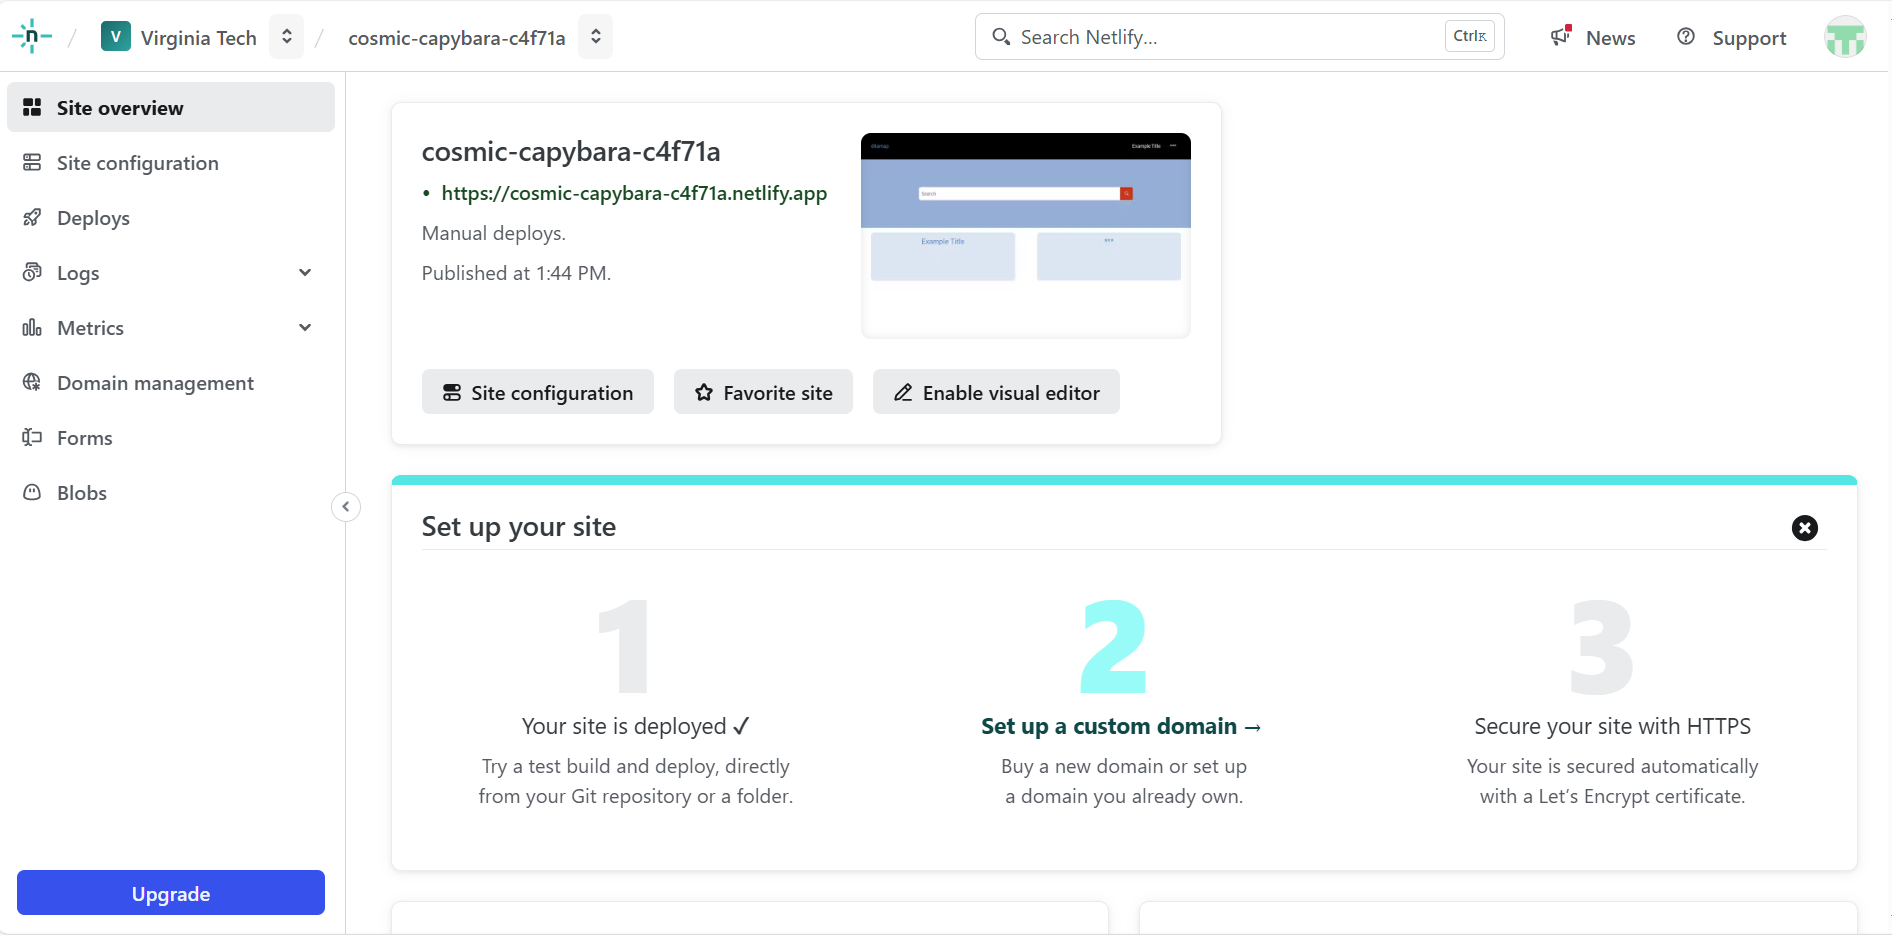 n
V
Virginia Tech
cosmic-capybara-c4f71a
Search Netlify...
Ctrl K
News
Support
Site overview
Site configuration
Deploys
Logs
Metrics
Domain management
Forms
Blobs
Upgrade
cosmic-capybara-c4f71a
• https://cosmic-capybara-c4f71a.netlify.app
Manual deploys.
Published at 1:44 PM.
Example Title
***
Search
Example Title
***
Site configuration
Favorite site
Enable visual editor
Set up your site
1
Your site is deployed ✓
Try a test build and deploy, directly
from your Git repository or a folder.
2
Set up a custom domain →
Buy a new domain or set up
a domain you already own.
3
Secure your site with HTTPS
Your site is secured automatically
with a Let’s Encrypt certificate.